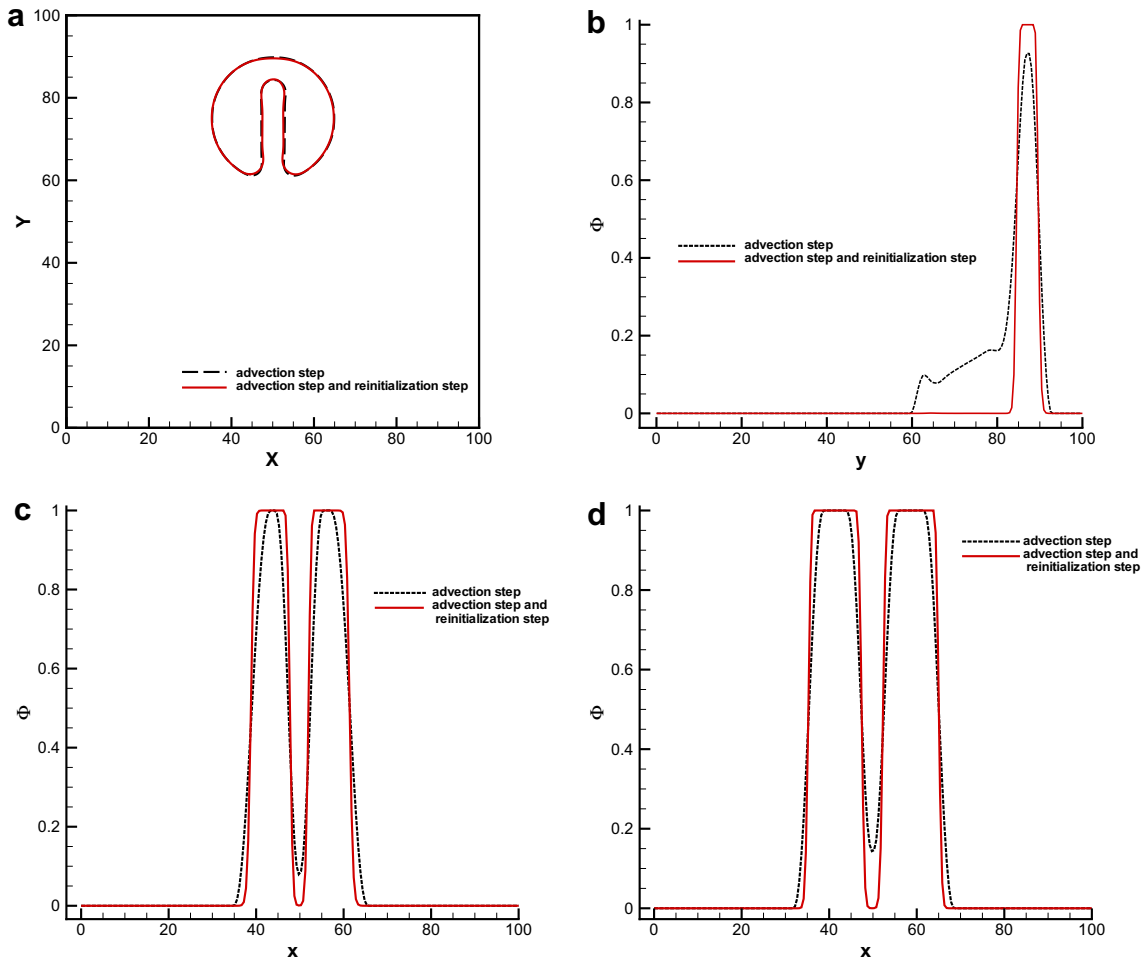 a
100
80
60
40
20
0
Y
0 20 40 60 80 100
X
advection step
advection step and reinitialization step
b
1
0.8
0.6
0.4
0.2
0
Φ
0 20 40 60 80 100
y
advection step
advection step and reinitialization step
c
1
0.8
0.6
0.4
0.2
0
Φ
0 20 40 60 80 100
x
advection step
advection step and
reinitialization step
d
1
0.8
0.6
0.4
0.2
0
Φ
0 20 40 60 80 100
x
advection step
advection step and
reinitialization step